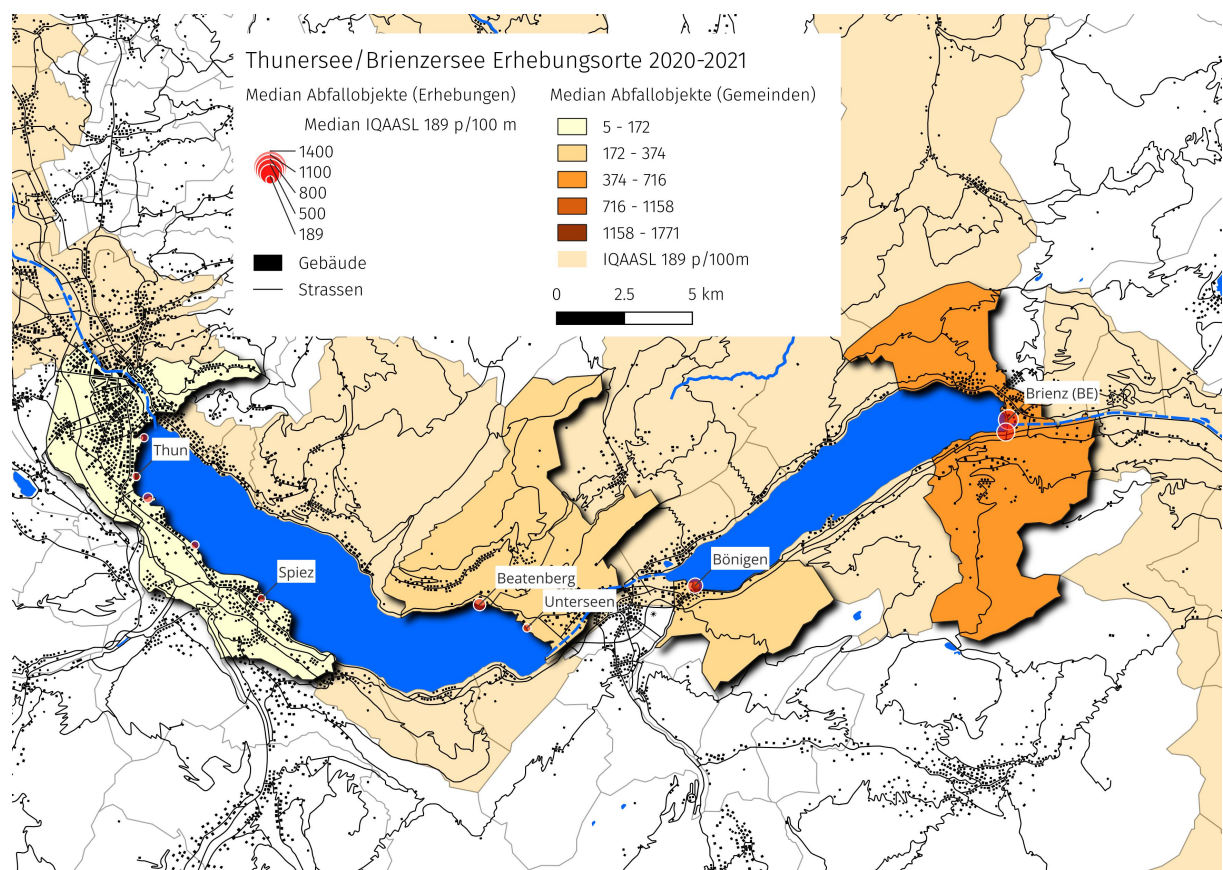 Thunersee/Brienzersee Erhebungsorte 2020-2021
Median Abfallobjekte (Erhebungen)
Median IQAASL 189 p/100 m
1400
1100
800
500
189
Gebäude
Strassen
Median Abfallobjekte (Gemeinden)
5 - 172
172 - 374
374 - 716
716 - 1158
1158 - 1771
IQAASL 189 p/100m
0 2.5 5 km
Brienz (BE)
Thun
Bönigen
Spiez
Beatenberg
Unterseen